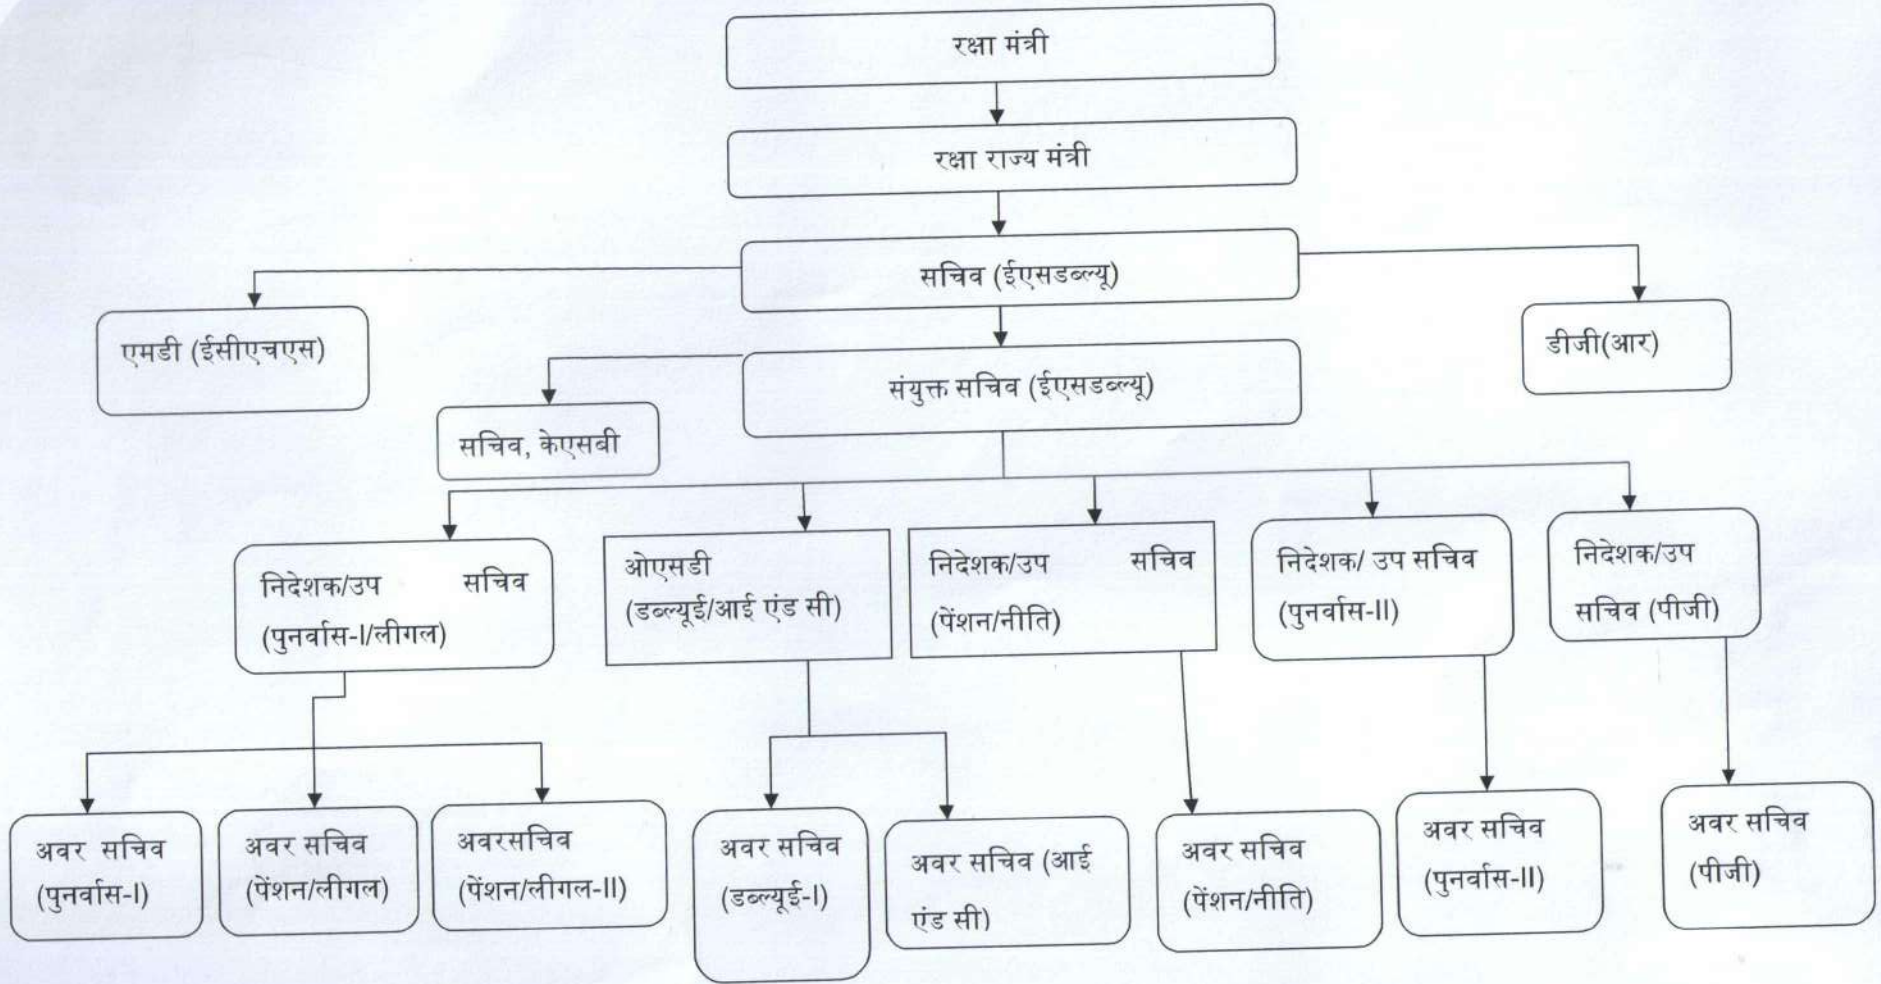 रक्षा मंत्री
रक्षा राज्य मंत्री
सचिव (ईएसडब्ल्यू)
एमडी (ईसीएचएस)
डीजी(आर)
संयुक्त सचिव (ईएसडब्ल्यू)
सचिव, केएसबी
निदेशक/उप सचिव
(पुनर्वास-I/लीगल)
ओएसडी
(डब्ल्यूई/आई एंड सी)
निदेशक/उप सचिव
(पेंशन/नीति)
निदेशक/ उप सचिव
(पुनर्वास-II)
निदेशक/उप
सचिव (पीजी)
अवर सचिव
(पुनर्वास-I)
अवर सचिव
(पेंशन/लीगल)
अवरसचिव
(पेंशन/लीगल-II)
अवर सचिव
(डब्ल्यूई-I)
अवर सचिव (आई
एंड सी)
अवर सचिव
(पेंशन/नीति)
अवर सचिव
(पुनर्वास-II)
अवर सचिव
(पीजी)